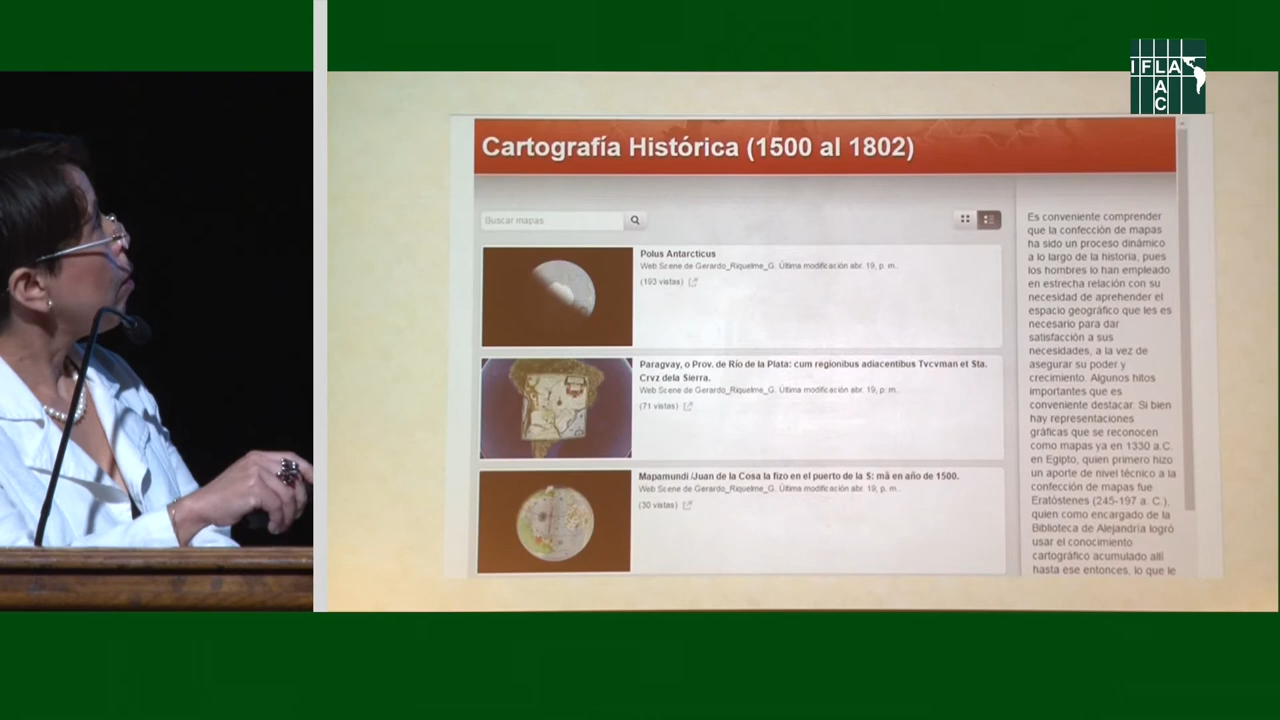 IFLA
LAC
Cartografía Histórica (1500 al 1802)
Buscar mapas
Polus Antarcticus
Web Scene de Gerardo_Riquelme_G. Última modificación abr. 19, p. m..
(193 vistas)
Paragvay, o Prov. de Río de la Plata: cum regionibus adiacentibus Tvcvman et Sta.
Crvz dela Sierra.
Web Scene de Gerardo_Riquelme_G. Última modificación abr. 19, p. m..
(71 vistas)
Mapamundi /Juan de la Cosa la fizo en el puerto de la S: mã en año de 1500.
Web Scene de Gerardo_Riquelme_G. Última modificación abr. 19, p. m..
(30 vistas)
Es conveniente comprender
que la confección de mapas
ha sido un proceso dinámico
a lo largo de la historia, pues
los hombres lo han empleado
en estrecha relación con su
necesidad de aprehender el
espacio geográfico que les es
necesario para dar
satisfacción a sus
necesidades, a la vez de
asegurar su poder y
crecimiento. Algunos hitos
importantes que es
conveniente destacar. Si bien
hay representaciones
gráficas que se reconocen
como mapas ya en 1330 a.C.
en Egipto, quien primero hizo
un aporte de nivel técnico a la
confección de mapas fue
Eratóstenes (245-197 a. C.),
quien como encargado de la
Biblioteca de Alejandría logró
usar el conocimiento
cartográfico acumulado allí
hasta ese entonces, lo que le